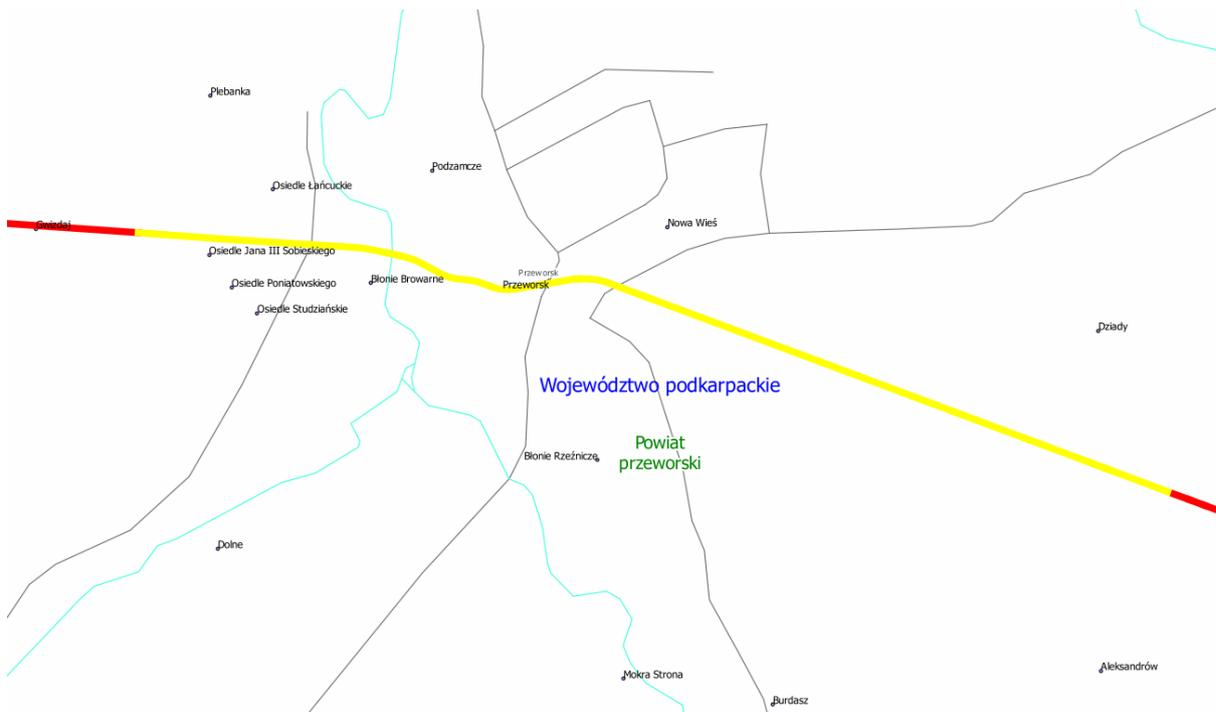 Plebanka
Podzamcze
Osiedle Łańcuckie
Gwizdaj
Nowa Wieś
Osiedle Jana III Sobieskiego
Przeworsk
Błonie Browarne
Osiedle Poniatowskiego
Przeworsk
Osiedle Studziańskie
Dziady
Województwo podkarpackie
Powiat
przeworski
Błonie Rzeźnicze
Dolne
Aleksandrów
Mokra Strona
Burdasz